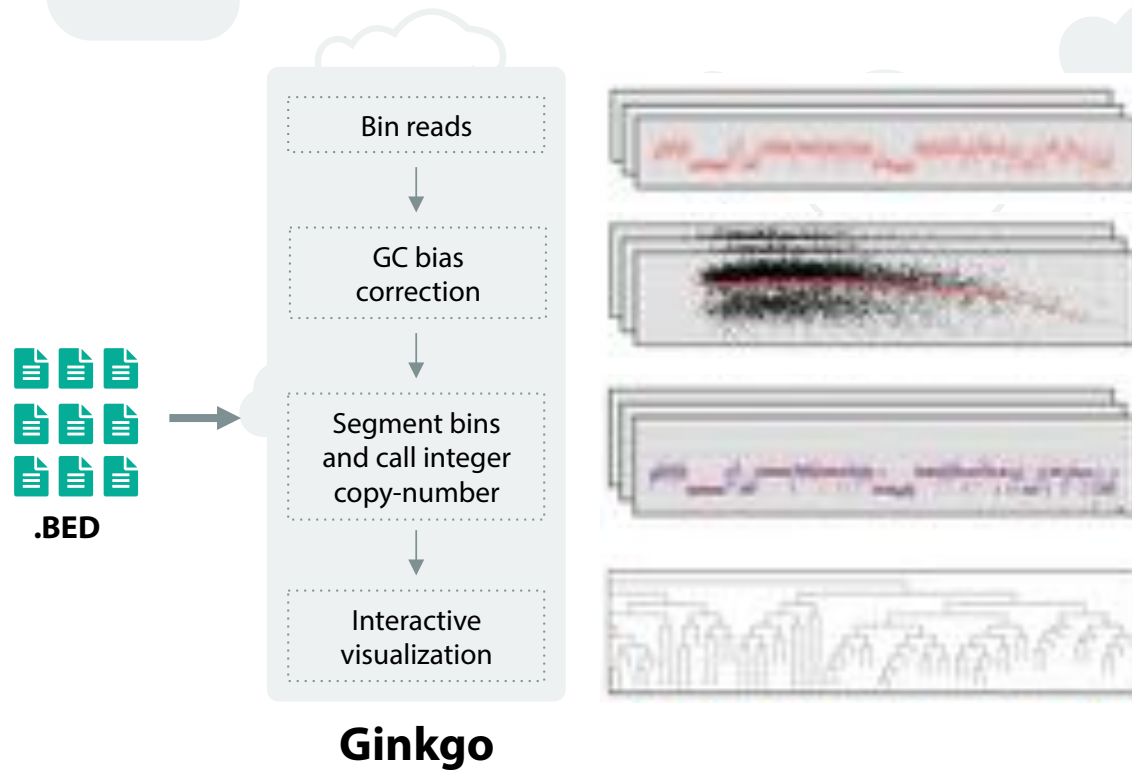 Bin reads
GC bias
correction
Segment bins
and call integer
copy-number
Interactive
visualization
.BED
Ginkgo